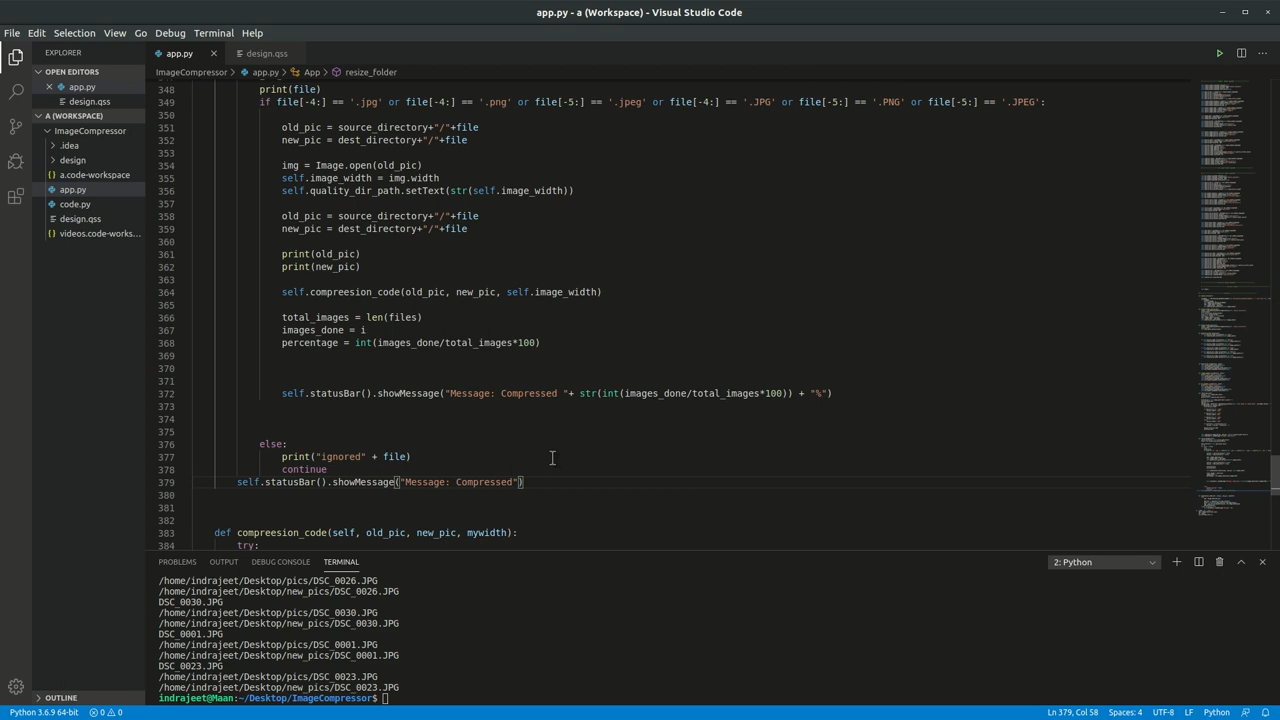 app.py - a (Workspace) - Visual Studio Code
File Edit Selection View Go Debug Terminal Help
EXPLORER
app.py
design.qss
OPEN EDITORS
app.py
design.qss
A (WORKSPACE)
ImageCompressor
.idea
design
a.code-workspace
app.py
code.py
design.qss
videos.code-works...
OUTLINE
ImageCompressor > app.py > App > resize_folder
348 print(file)
349 if file[-4:] == '.jpg' or file[-4:] == '.png' or file[-5:] == '.jpeg' or file[-4:] == '.JPG' or file[-5:] == '.PNG' or file[-5:] == '.JPEG':
350
351 old_pic = source_directory+"/"+file
352 new_pic = dest_directory+"/"+file
353
354 img = Image.open(old_pic)
355 self.image_width = img.width
356 self.quality_dir_path.setText(str(self.image_width))
357
358 old_pic = source_directory+"/"+file
359 new_pic = dest_directory+"/"+file
360
361 print(old_pic)
362 print(new_pic)
363
364 self.compreesion_code(old_pic, new_pic, self.image_width)
365
366 total_images = len(files)
367 images_done = i
368 percentage = int(images_done/total_images*100)
369
370
371
372 self.statusBar().showMessage("Message: Compressed "+ str(int(images_done/total_images*100)) + "%")
373
374
375
376 else:
377 print("ignored" + file)
378 continue
379 self.statusBar().showMessage("Message: Compressed")
380
381
382
383 def compreesion_code(self, old_pic, new_pic, mywidth):
384 try:
PROBLEMS OUTPUT DEBUG CONSOLE TERMINAL 2: Python
/home/indrajeet/Desktop/pics/DSC_0026.JPG
/home/indrajeet/Desktop/new_pics/DSC_0026.JPG
DSC_0030.JPG
/home/indrajeet/Desktop/pics/DSC_0030.JPG
/home/indrajeet/Desktop/new_pics/DSC_0030.JPG
DSC_0001.JPG
/home/indrajeet/Desktop/pics/DSC_0001.JPG
/home/indrajeet/Desktop/new_pics/DSC_0001.JPG
DSC_0023.JPG
/home/indrajeet/Desktop/pics/DSC_0023.JPG
/home/indrajeet/Desktop/new_pics/DSC_0023.JPG
indrajeet@Maan:~/Desktop/ImageCompressor$
Python 3.6.9 64-bit 0 0 Ln 379, Col 58 Spaces: 4 UTF-8 LF Python